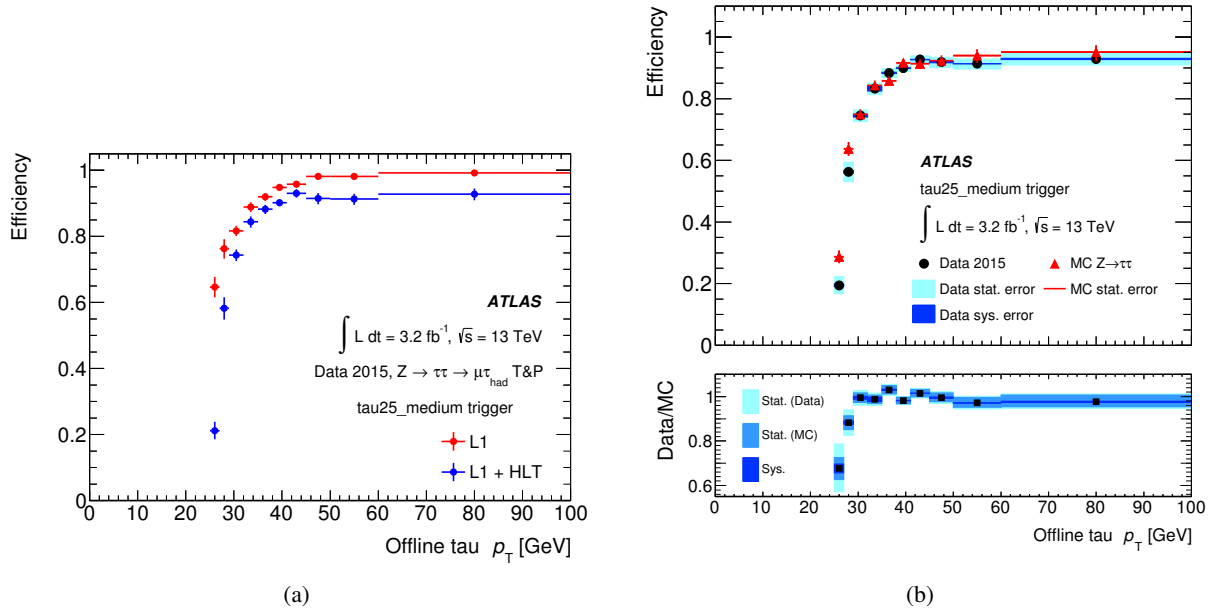 Efficiency
1
0.8
0.6
0.4
0.2
0
ATLAS
∫ L dt = 3.2 fb⁻¹, √s = 13 TeV
Data 2015, Z → ττ → μτ_had T&P
tau25_medium trigger
L1
L1 + HLT
0 10 20 30 40 50 60 70 80 90 100
Offline tau p_T [GeV]
(a)
Efficiency
1
0.8
0.6
0.4
0.2
0
ATLAS
tau25_medium trigger
∫ L dt = 3.2 fb⁻¹, √s = 13 TeV
Data 2015 MC Z→ττ
Data stat. error MC stat. error
Data sys. error
Data/MC
1
0.8
0.6
Stat. (Data)
Stat. (MC)
Sys.
0 10 20 30 40 50 60 70 80 90 100
Offline tau p_T [GeV]
(b)